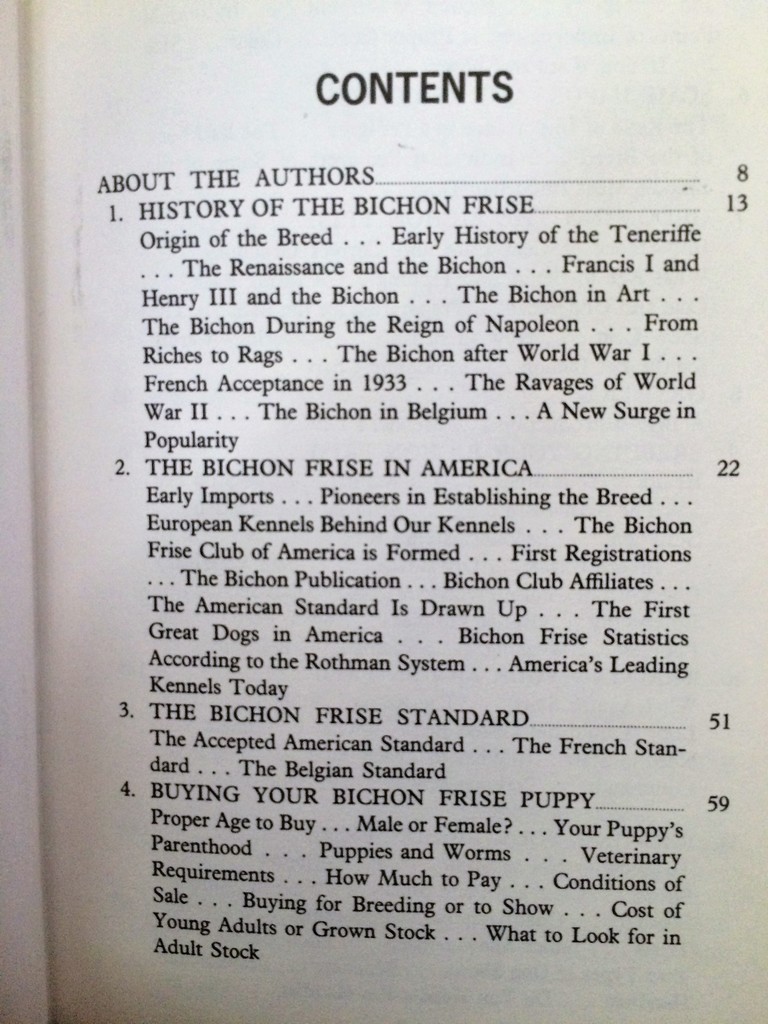 CONTENTS
ABOUT THE AUTHORS........ 8
1. HISTORY OF THE BICHON FRISE........ 13
Origin of the Breed . . . Early History of the Teneriffe
. . . The Renaissance and the Bichon . . . Francis I and
Henry III and the Bichon . . . The Bichon in Art . . .
The Bichon During the Reign of Napoleon . . . From
Riches to Rags . . . The Bichon after World War I . . .
French Acceptance in 1933 . . . The Ravages of World
War II . . . The Bichon in Belgium . . . A New Surge in
Popularity
2. THE BICHON FRISE IN AMERICA........ 22
Early Imports . . . Pioneers in Establishing the Breed . . .
European Kennels Behind Our Kennels . . . The Bichon
Frise Club of America is Formed . . . First Registrations
. . . The Bichon Publication . . . Bichon Club Affiliates . . .
The American Standard Is Drawn Up . . . The First
Great Dogs in America . . . Bichon Frise Statistics
According to the Rothman System . . . America's Leading
Kennels Today
3. THE BICHON FRISE STANDARD........ 51
The Accepted American Standard . . . The French Stan-
dard . . . The Belgian Standard
4. BUYING YOUR BICHON FRISE PUPPY........ 59
Proper Age to Buy . . . Male or Female? . . . Your Puppy's
Parenthood . . . Puppies and Worms . . . Veterinary
Requirements . . . How Much to Pay . . . Conditions of
Sale . . . Buying for Breeding or to Show . . . Cost of
Young Adults or Grown Stock . . . What to Look for in
Adult Stock